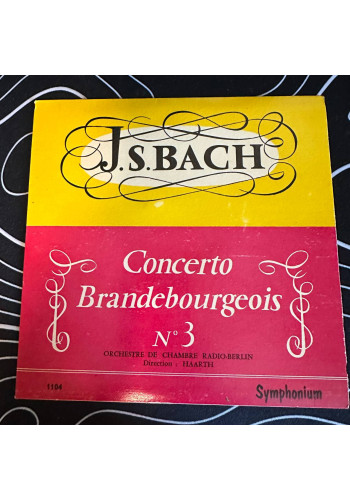 J.S.BACH
Concerto
Brandebourgeois
N° 3
ORCHESTRE DE CHAMBRE RADIO-BERLIN
Direction : HAARTH
1104
Symphonium